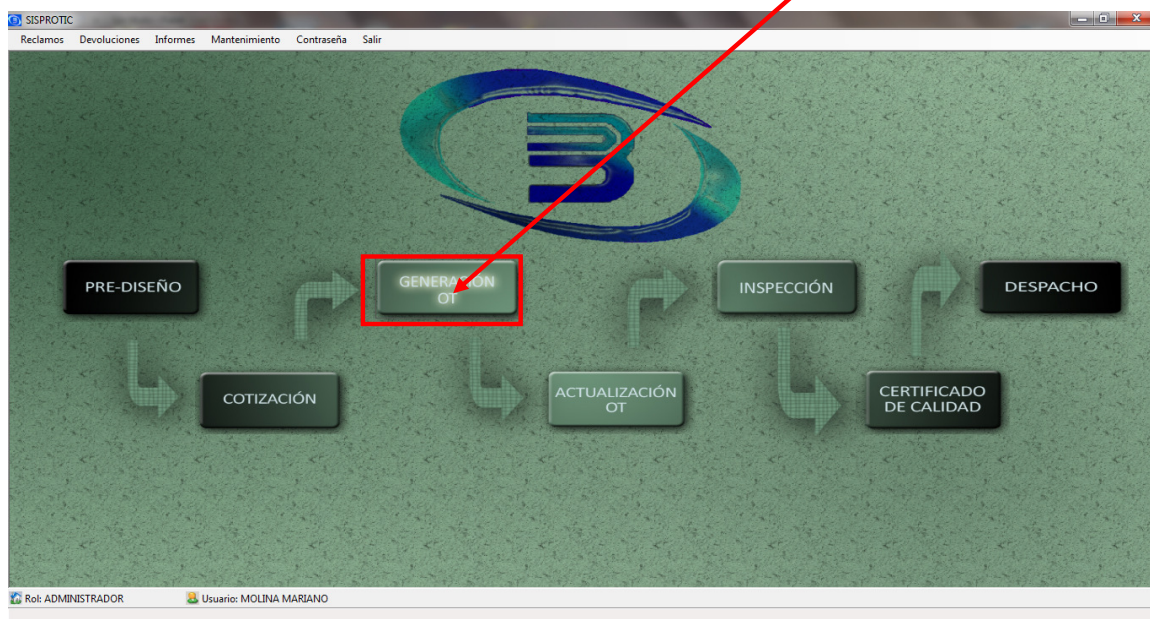 SISPROTIC
Reclamos Devoluciones Informes Mantenimiento Contraseña Salir
PRE-DISEÑO
COTIZACIÓN
GENERACIÓN
OT
ACTUALIZACIÓN
OT
INSPECCIÓN
CERTIFICADO
DE CALIDAD
DESPACHO
Rol: ADMINISTRADOR Usuario: MOLINA MARIANO